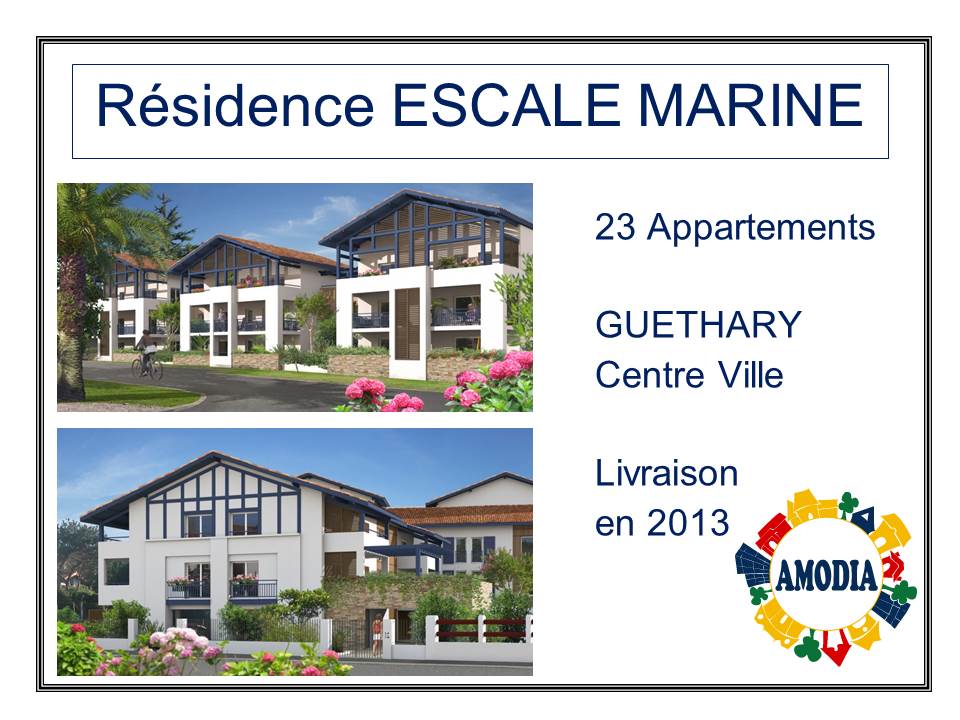 Résidence ESCALE MARINE
23 Appartements
GUETHARY
Centre Ville
Livraison
en 2013
AMODIA